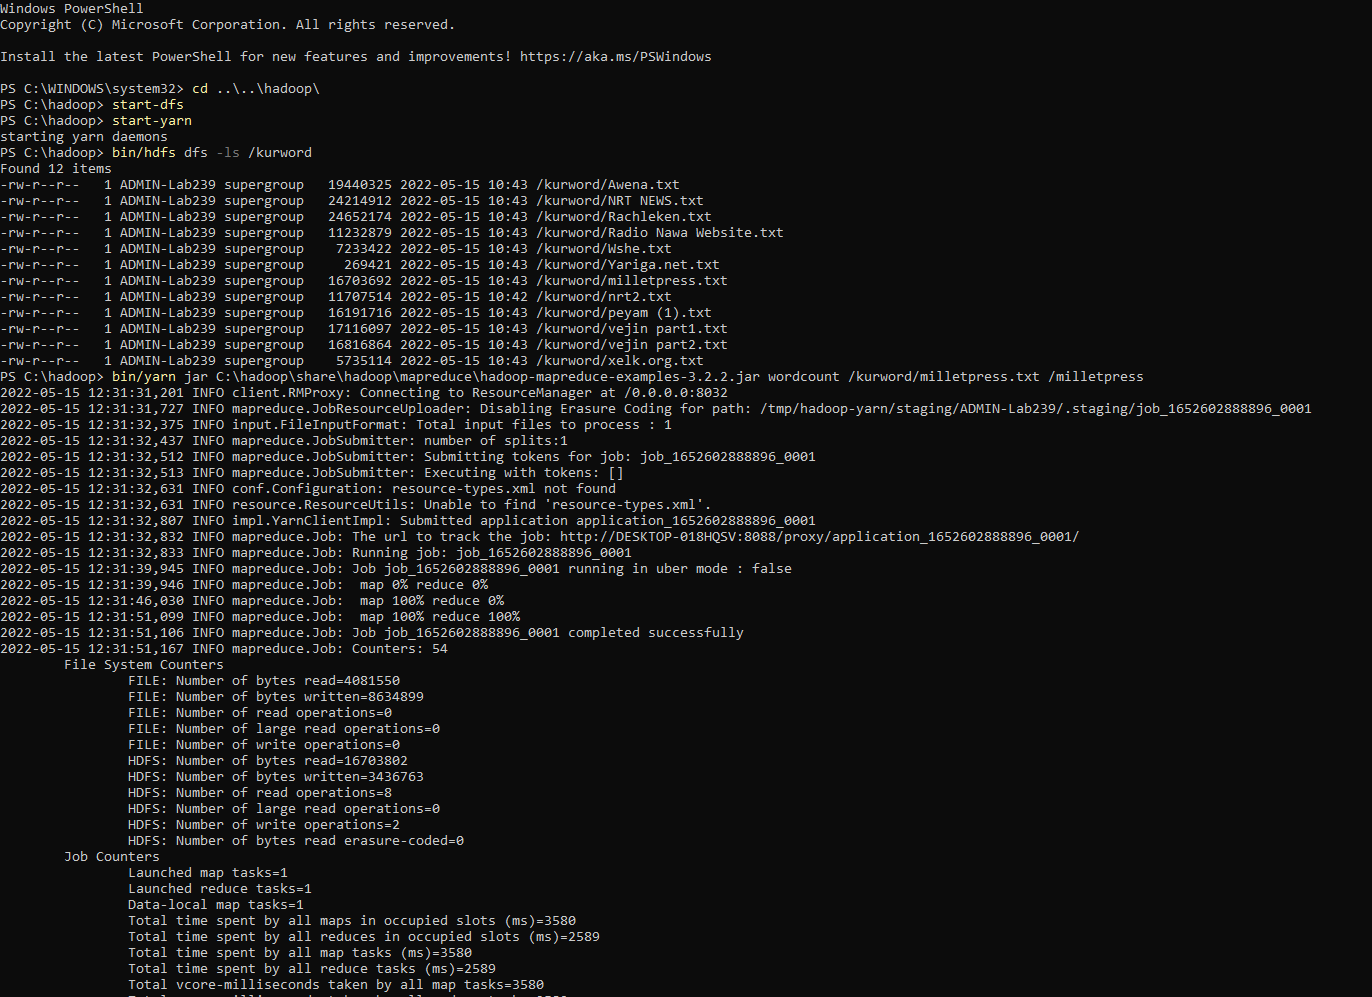 Windows PowerShell
Copyright (C) Microsoft Corporation. All rights reserved.
Install the latest PowerShell for new features and improvements! https://aka.ms/PSWindows
PS C:\WINDOWS\system32> cd ..\..\hadoop\
PS C:\hadoop> start-dfs
PS C:\hadoop> start-yarn
starting yarn daemons
PS C:\hadoop> bin/hdfs dfs -ls /kurword
Found 12 items
-rw-r--r--   1 ADMIN-Lab239 supergroup   19440325 2022-05-15 10:43 /kurword/Awena.txt
-rw-r--r--   1 ADMIN-Lab239 supergroup   24214912 2022-05-15 10:43 /kurword/NRT NEWS.txt
-rw-r--r--   1 ADMIN-Lab239 supergroup   24652174 2022-05-15 10:43 /kurword/Rachleken.txt
-rw-r--r--   1 ADMIN-Lab239 supergroup   11232879 2022-05-15 10:43 /kurword/Radio Nawa Website.txt
-rw-r--r--   1 ADMIN-Lab239 supergroup    7233422 2022-05-15 10:43 /kurword/Wshe.txt
-rw-r--r--   1 ADMIN-Lab239 supergroup     269421 2022-05-15 10:43 /kurword/Yariga.net.txt
-rw-r--r--   1 ADMIN-Lab239 supergroup   16703692 2022-05-15 10:43 /kurword/milletpress.txt
-rw-r--r--   1 ADMIN-Lab239 supergroup   11707514 2022-05-15 10:42 /kurword/nrt2.txt
-rw-r--r--   1 ADMIN-Lab239 supergroup   16191716 2022-05-15 10:43 /kurword/peyam (1).txt
-rw-r--r--   1 ADMIN-Lab239 supergroup   17116097 2022-05-15 10:43 /kurword/vejin part1.txt
-rw-r--r--   1 ADMIN-Lab239 supergroup   16816864 2022-05-15 10:43 /kurword/vejin part2.txt
-rw-r--r--   1 ADMIN-Lab239 supergroup    5735114 2022-05-15 10:43 /kurword/xelk.org.txt
PS C:\hadoop> bin/yarn jar C:\hadoop\share\hadoop\mapreduce\hadoop-mapreduce-examples-3.2.2.jar wordcount /kurword/milletpress.txt /milletpress
2022-05-15 12:31:31,201 INFO client.RMProxy: Connecting to ResourceManager at /0.0.0.0:8032
2022-05-15 12:31:31,727 INFO mapreduce.JobResourceUploader: Disabling Erasure Coding for path: /tmp/hadoop-yarn/staging/ADMIN-Lab239/.staging/job_1652602888896_0001
2022-05-15 12:31:32,375 INFO input.FileInputFormat: Total input files to process : 1
2022-05-15 12:31:32,437 INFO mapreduce.JobSubmitter: number of splits:1
2022-05-15 12:31:32,512 INFO mapreduce.JobSubmitter: Submitting tokens for job: job_1652602888896_0001
2022-05-15 12:31:32,513 INFO mapreduce.JobSubmitter: Executing with tokens: []
2022-05-15 12:31:32,631 INFO conf.Configuration: resource-types.xml not found
2022-05-15 12:31:32,631 INFO resource.ResourceUtils: Unable to find 'resource-types.xml'.
2022-05-15 12:31:32,807 INFO impl.YarnClientImpl: Submitted application application_1652602888896_0001
2022-05-15 12:31:32,832 INFO mapreduce.Job: The url to track the job: http://DESKTOP-018HQSV:8088/proxy/application_1652602888896_0001/
2022-05-15 12:31:32,833 INFO mapreduce.Job: Running job: job_1652602888896_0001
2022-05-15 12:31:39,945 INFO mapreduce.Job: Job job_1652602888896_0001 running in uber mode : false
2022-05-15 12:31:39,946 INFO mapreduce.Job:  map 0% reduce 0%
2022-05-15 12:31:46,030 INFO mapreduce.Job:  map 100% reduce 0%
2022-05-15 12:31:51,099 INFO mapreduce.Job:  map 100% reduce 100%
2022-05-15 12:31:51,106 INFO mapreduce.Job: Job job_1652602888896_0001 completed successfully
2022-05-15 12:31:51,167 INFO mapreduce.Job: Counters: 54
File System Counters
FILE: Number of bytes read=4081550
FILE: Number of bytes written=8634899
FILE: Number of read operations=0
FILE: Number of large read operations=0
FILE: Number of write operations=0
HDFS: Number of bytes read=16703802
HDFS: Number of bytes written=3436763
HDFS: Number of read operations=8
HDFS: Number of large read operations=0
HDFS: Number of write operations=2
HDFS: Number of bytes read erasure-coded=0
Job Counters
Launched map tasks=1
Launched reduce tasks=1
Data-local map tasks=1
Total time spent by all maps in occupied slots (ms)=3580
Total time spent by all reduces in occupied slots (ms)=2589
Total time spent by all map tasks (ms)=3580
Total time spent by all reduce tasks (ms)=2589
Total vcore-milliseconds taken by all map tasks=3580